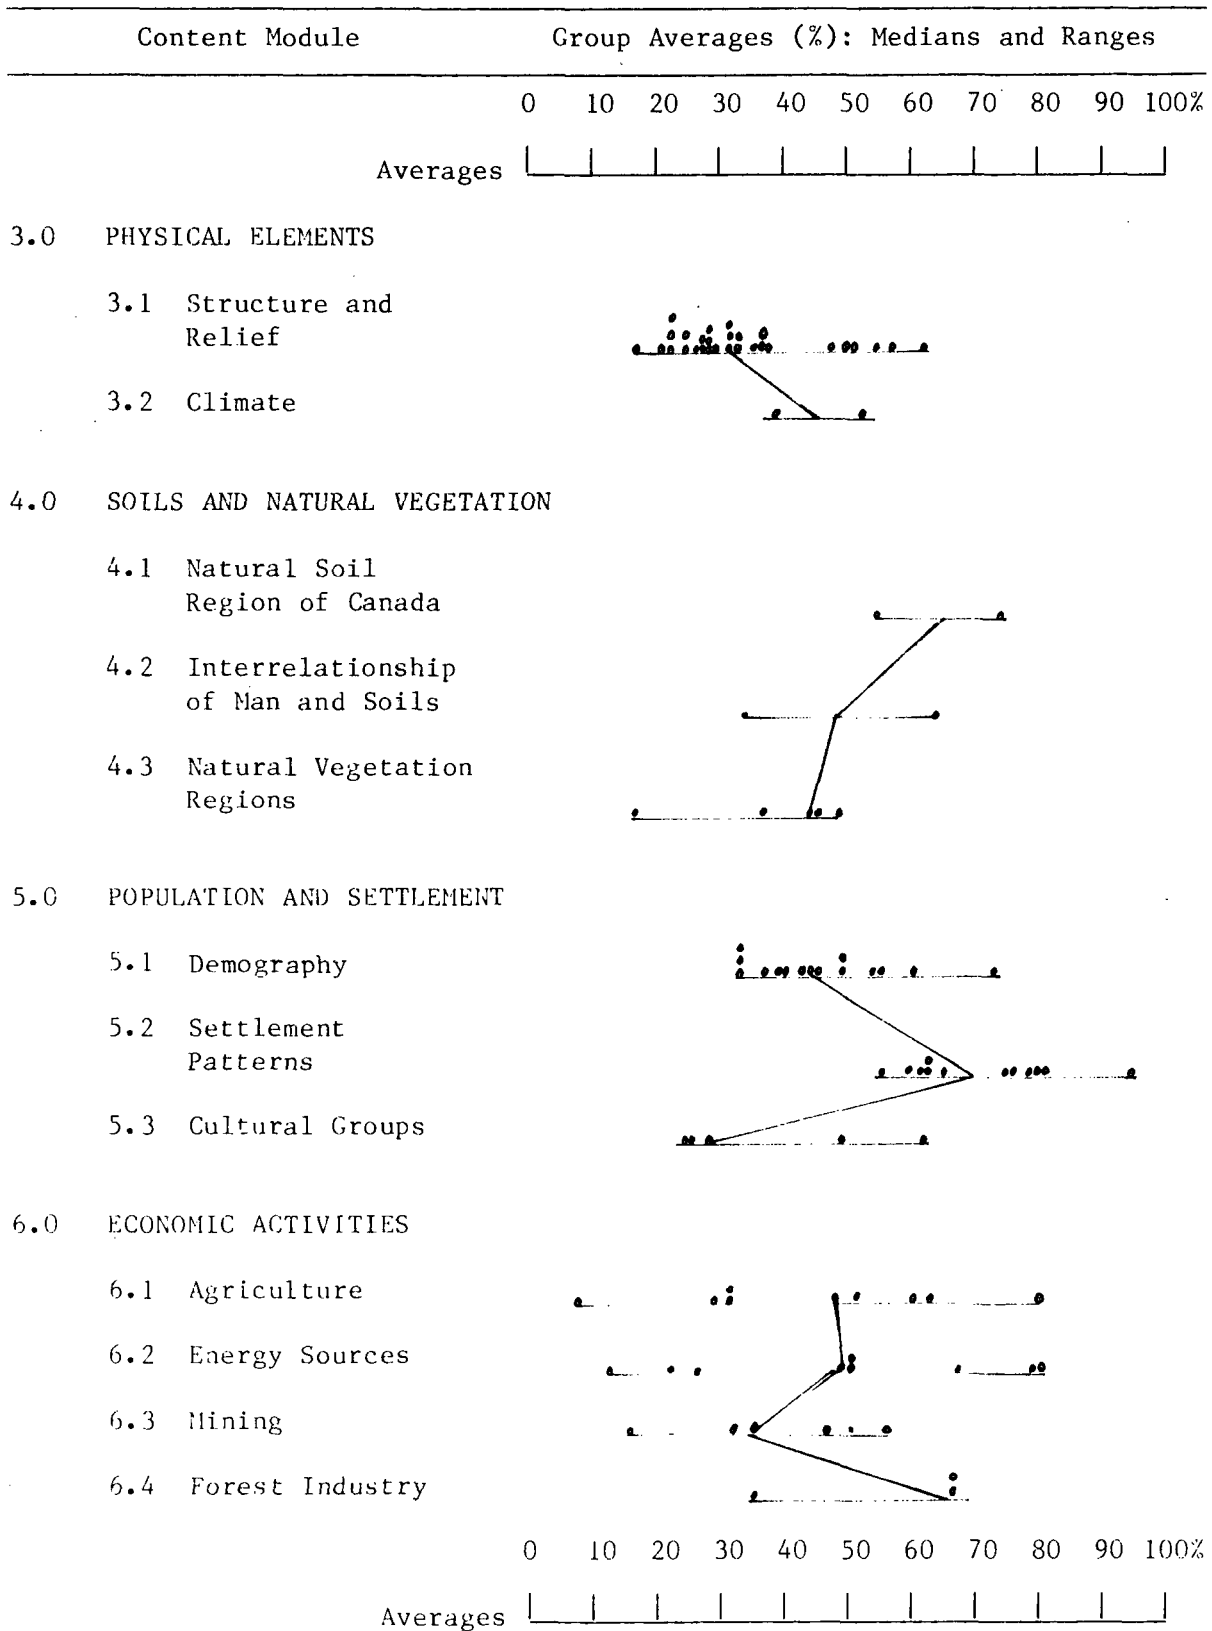 Content Module Group Averages (%): Medians and Ranges
0 10 20 30 40 50 60 70 80 90 100%
Averages
3.0 PHYSICAL ELEMENTS
3.1 Structure and
Relief
3.2 Climate
4.0 SOILS AND NATURAL VEGETATION
4.1 Natural Soil
Region of Canada
4.2 Interrelationship
of Man and Soils
4.3 Natural Vegetation
Regions
5.0 POPULATION AND SETTLEMENT
5.1 Demography
5.2 Settlement
Patterns
5.3 Cultural Groups
6.0 ECONOMIC ACTIVITIES
6.1 Agriculture
6.2 Energy Sources
6.3 Mining
6.4 Forest Industry
0 10 20 30 40 50 60 70 80 90 100%
Averages